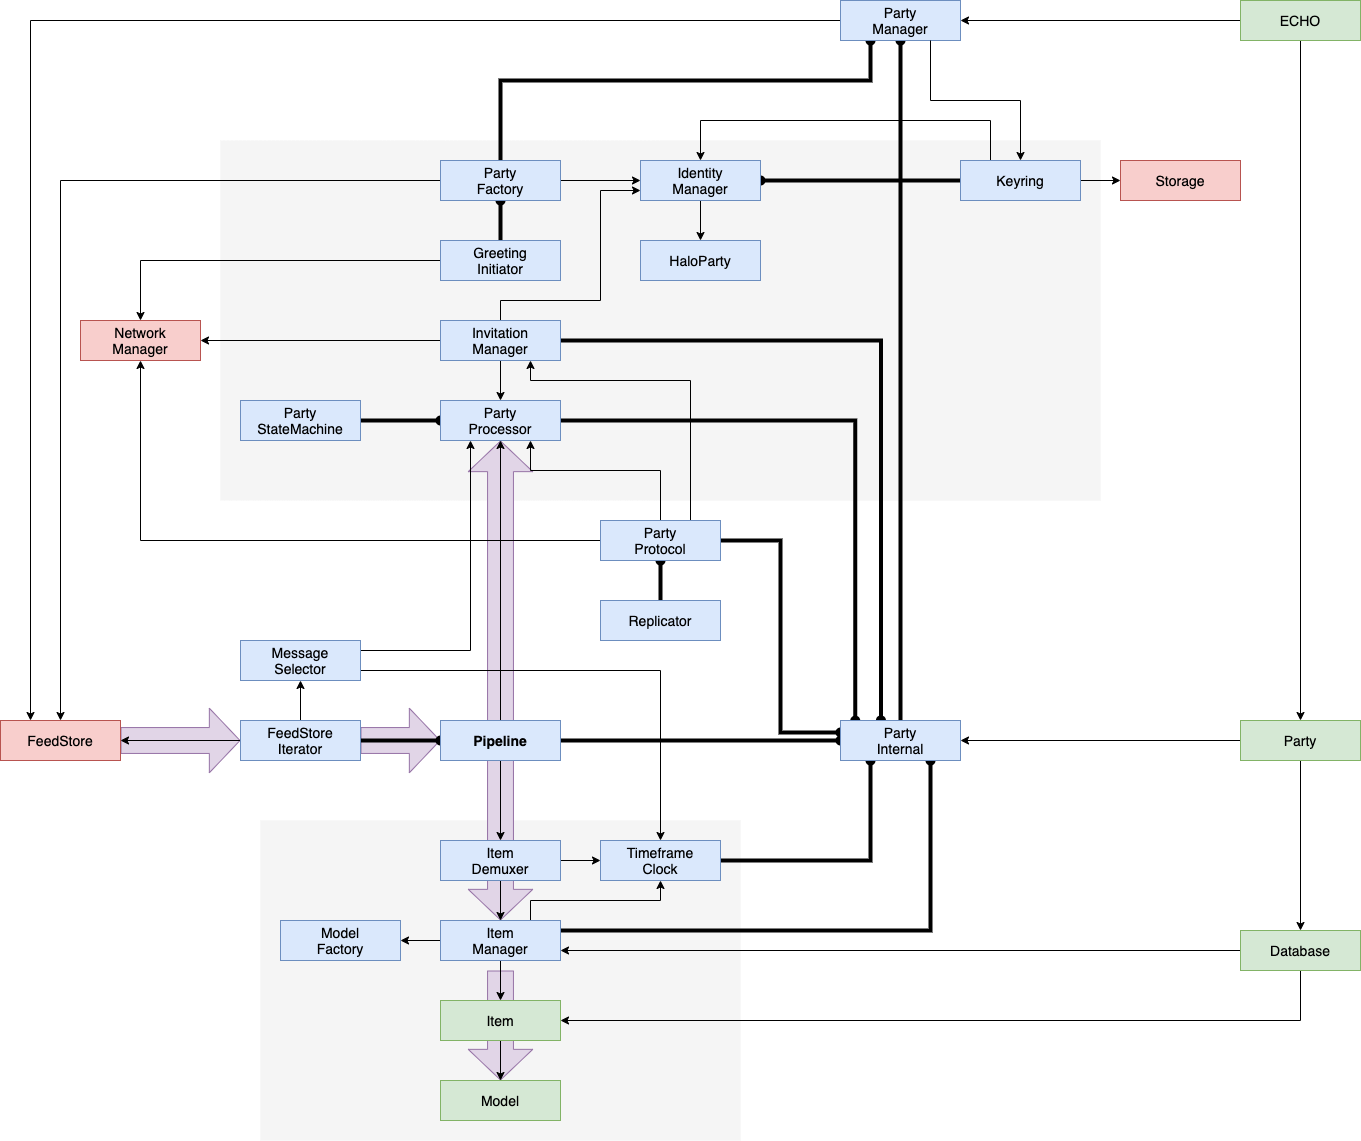 Party
Manager
ECHO
Party
Factory
Identity
Manager
Keyring
Storage
Greeting
Initiator
HaloParty
Network
Manager
Invitation
Manager
Party
StateMachine
Party
Processor
Party
Protocol
Replicator
Message
Selector
FeedStore
FeedStore
Iterator
Pipeline
Party
Internal
Party
Item
Demuxer
Timeframe
Clock
Model
Factory
Item
Manager
Database
Item
Model